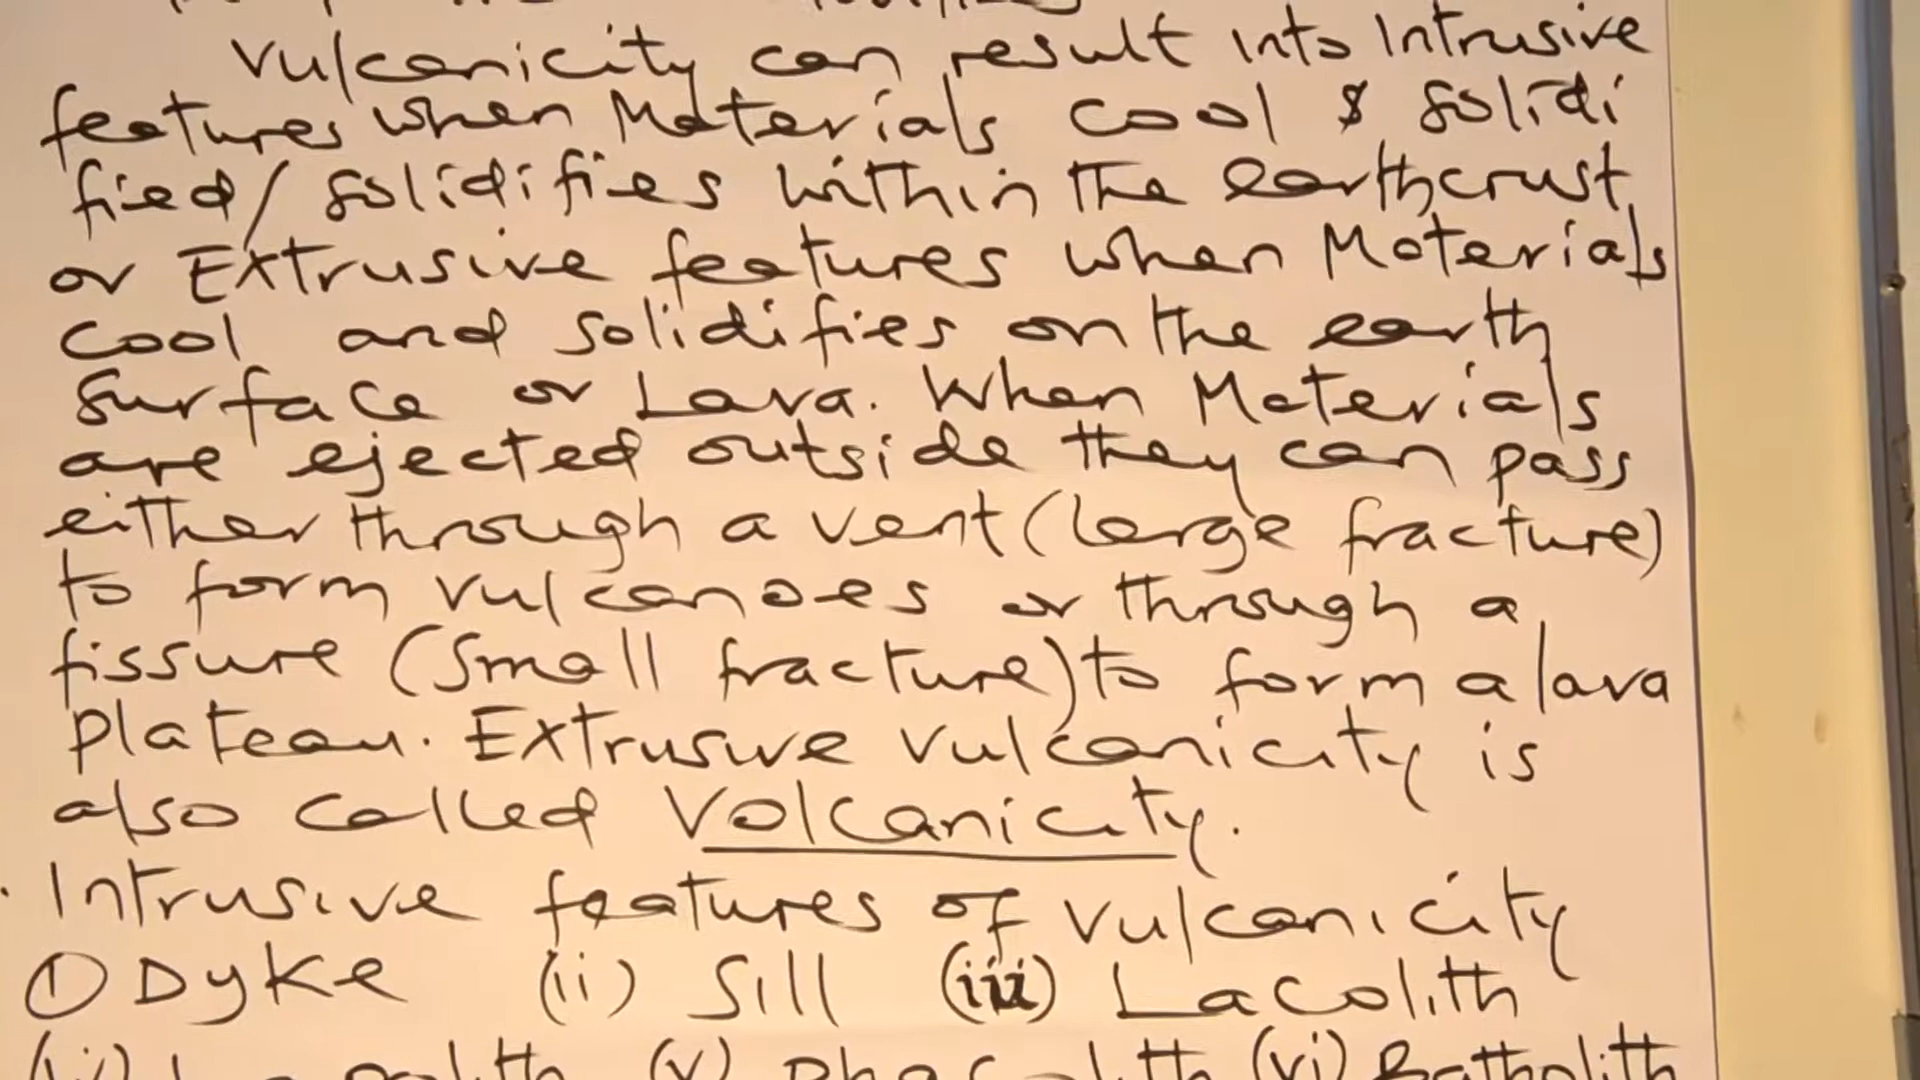 Vulcanicity can result into Intrusive
features when Materials cool & solidi
fied/solidifies within the earthcrust
or Extrusive features when Materials
cool and solidifies on the earth
surface or Lava. When Materials
are ejected outside they can pass
either through a vent (large fracture)
to form vulcanoes or through a
fissure (small fracture) to form a lava
plateau. Extrusive vulcanicity is
also called Volcanicity.
. Intrusive features of vulcanicity
① Dyke (ii) Sill (iii) Lacolith
(v) (vi) Batholith